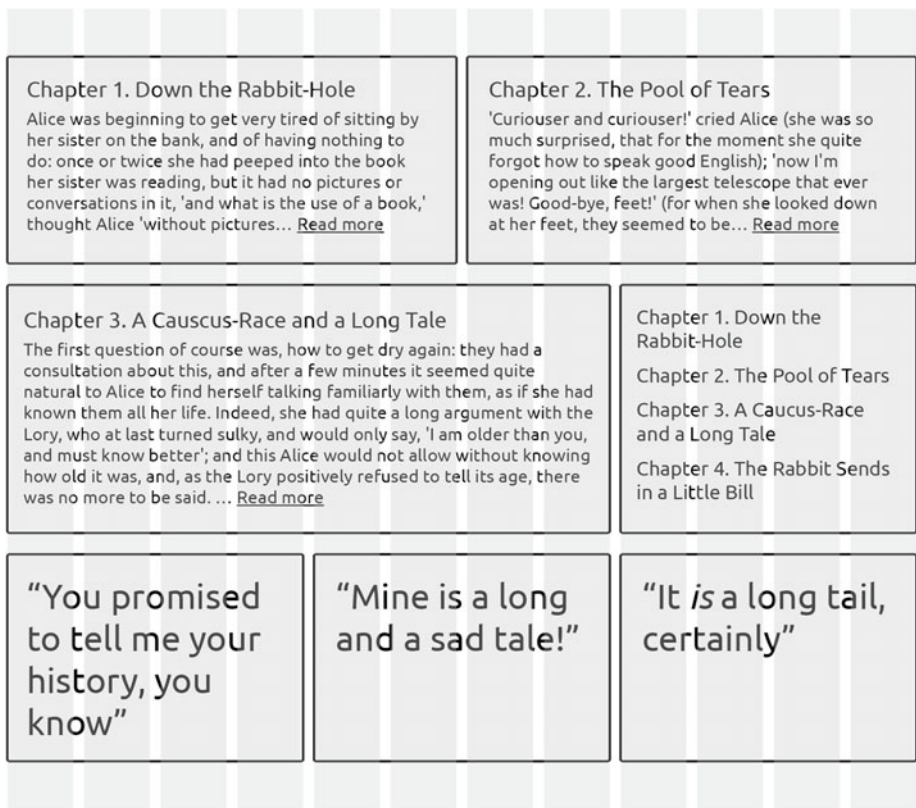 Chapter 1. Down the Rabbit-Hole
Alice was beginning to get very tired of sitting by
her sister on the bank, and of having nothing to
do: once or twice she had peeped into the book
her sister was reading, but it had no pictures or
conversations in it, 'and what is the use of a book,'
thought Alice 'without pictures… Read more
Chapter 2. The Pool of Tears
'Curiouser and curiouser!' cried Alice (she was so
much surprised, that for the moment she quite
forgot how to speak good English); 'now I'm
opening out like the largest telescope that ever
was! Good-bye, feet!' (for when she looked down
at her feet, they seemed to be… Read more
Chapter 3. A Causcus-Race and a Long Tale
The first question of course was, how to get dry again: they had a
consultation about this, and after a few minutes it seemed quite
natural to Alice to find herself talking familiarly with them, as if she had
known them all her life. Indeed, she had quite a long argument with the
Lory, who at last turned sulky, and would only say, 'I am older than you,
and must know better'; and this Alice would not allow without knowing
how old it was, and, as the Lory positively refused to tell its age, there
was no more to be said. … Read more
Chapter 1. Down the
Rabbit-Hole
Chapter 2. The Pool of Tears
Chapter 3. A Caucus-Race
and a Long Tale
Chapter 4. The Rabbit Sends
in a Little Bill
“You promised
to tell me your
history, you
know”
“Mine is a long
and a sad tale!”
“It is a long tail,
certainly”